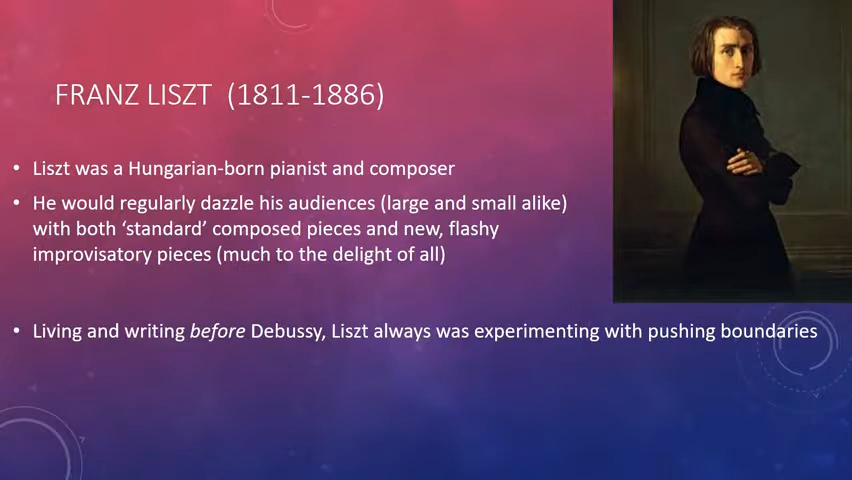 FRANZ LISZT (1811-1886)
• Liszt was a Hungarian-born pianist and composer
• He would regularly dazzle his audiences (large and small alike)
with both ‘standard’ composed pieces and new, flashy
improvisatory pieces (much to the delight of all)
• Living and writing before Debussy, Liszt always was experimenting with pushing boundaries